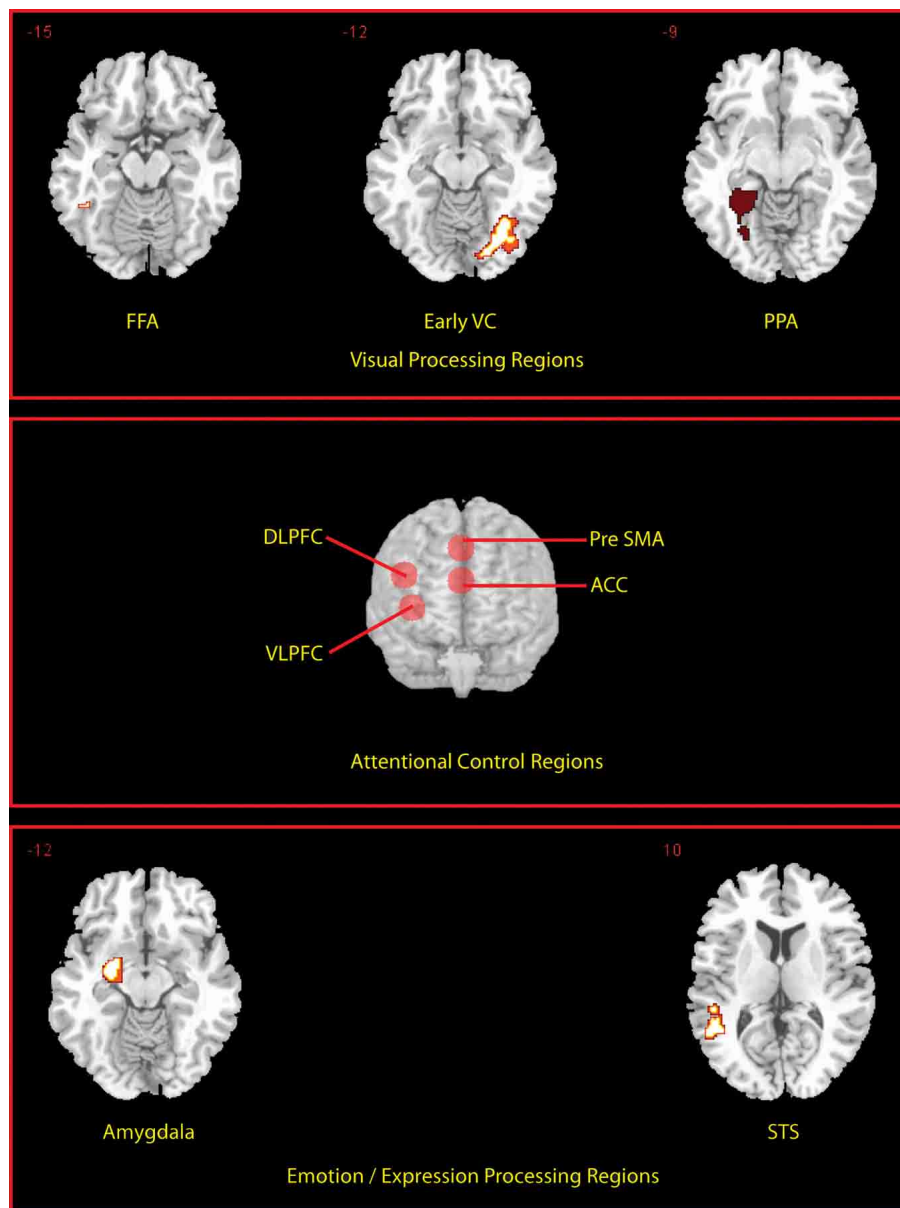 -15
-12
-9
FFA
Early VC
PPA
Visual Processing Regions
DLPFC
Pre SMA
ACC
VLPFC
Attentional Control Regions
-12
10
Amygdala
STS
Emotion / Expression Processing Regions